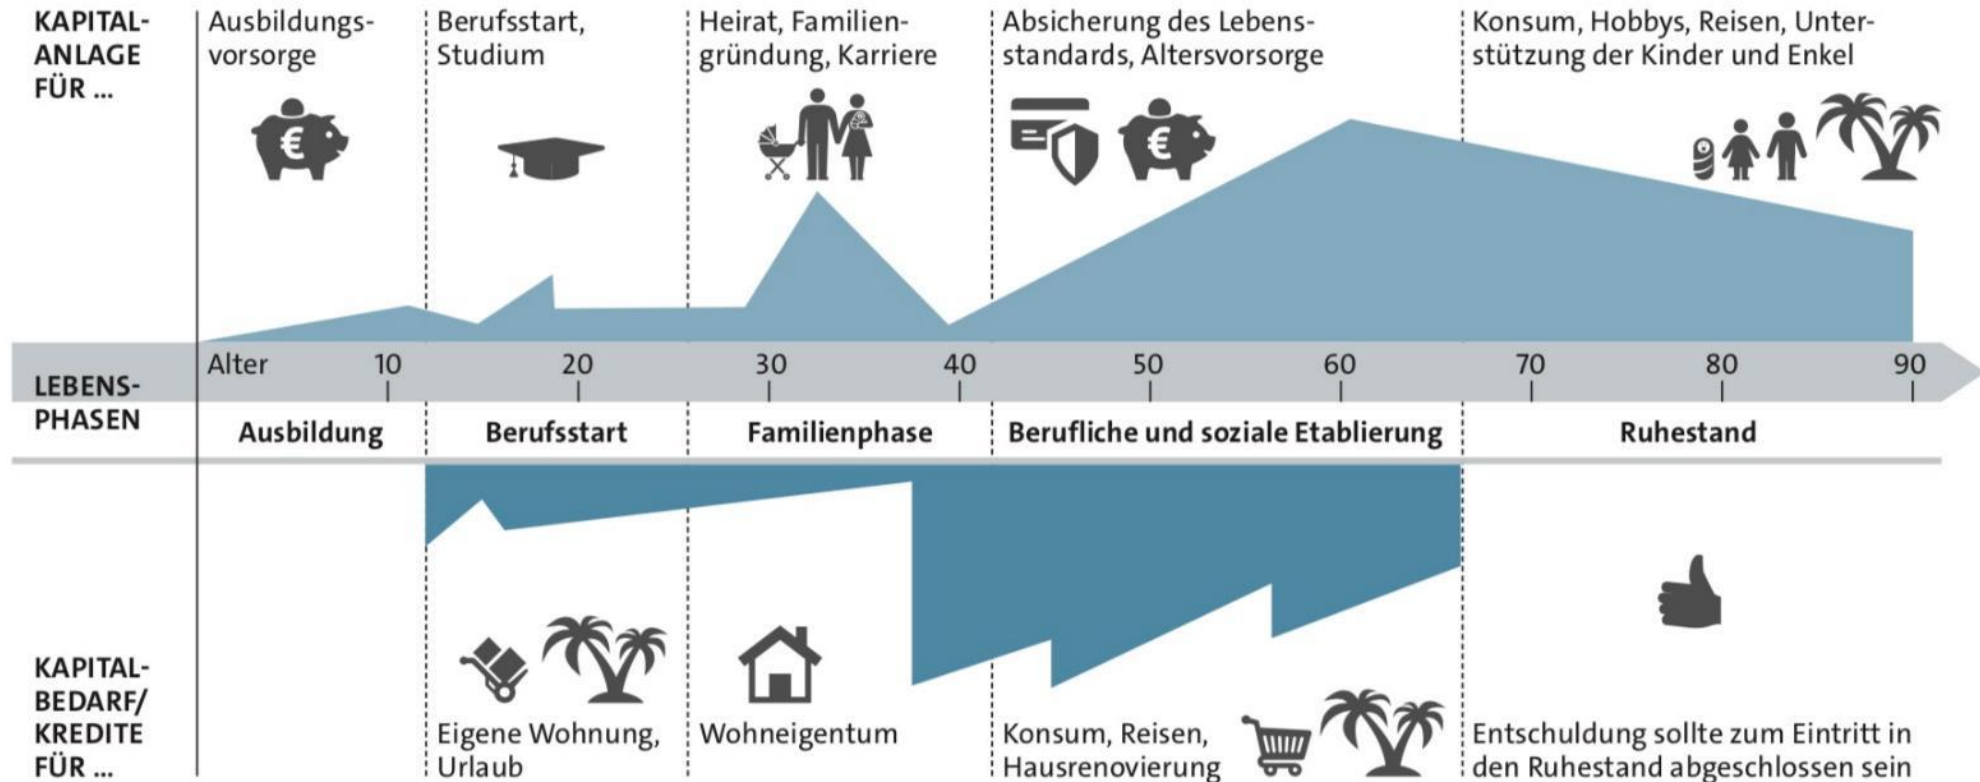 KAPITAL-
ANLAGE
FÜR ...
Ausbildungs-
vorsorge
Berufsstart,
Studium
Heirat, Familien-
gründung, Karriere
Absicherung des Lebens-
standards, Altersvorsorge
Konsum, Hobbys, Reisen, Unter-
stützung der Kinder und Enkel
€
€
LEBENS-
PHASEN
Alter 10 20 30 40 50 60 70 80 90
Ausbildung
Berufsstart
Familienphase
Berufliche und soziale Etablierung
Ruhestand
KAPITAL-
BEDARF/
KREDITE
FÜR ...
Eigene Wohnung,
Urlaub
Wohneigentum
Konsum, Reisen,
Hausrenovierung
Entschuldung sollte zum Eintritt in
den Ruhestand abgeschlossen sein